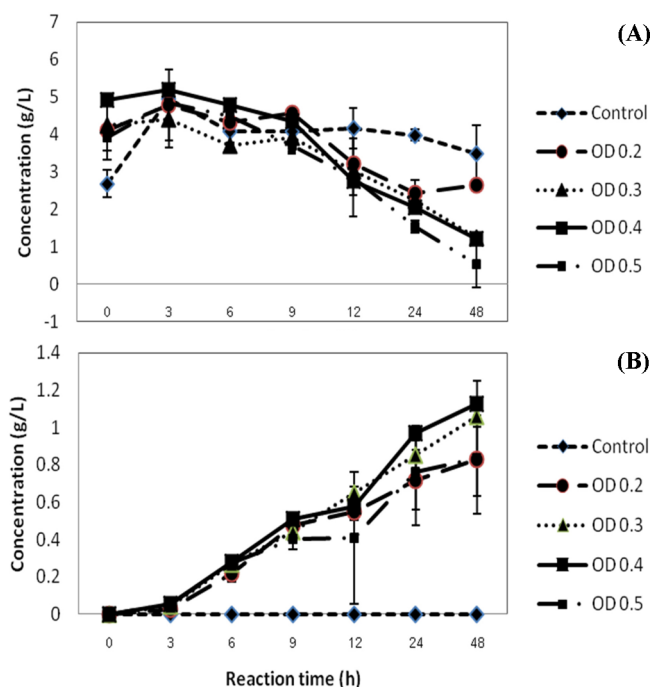 (A)
7
6
5
4
3
2
1
0
-1
Concentration (g/L)
0 3 6 9 12 24 48
Control
OD 0.2
OD 0.3
OD 0.4
OD 0.5
(B)
1.4
1.2
1
0.8
0.6
0.4
0.2
0
Concentration (g/L)
0 3 6 9 12 24 48
Reaction time (h)
Control
OD 0.2
OD 0.3
OD 0.4
OD 0.5